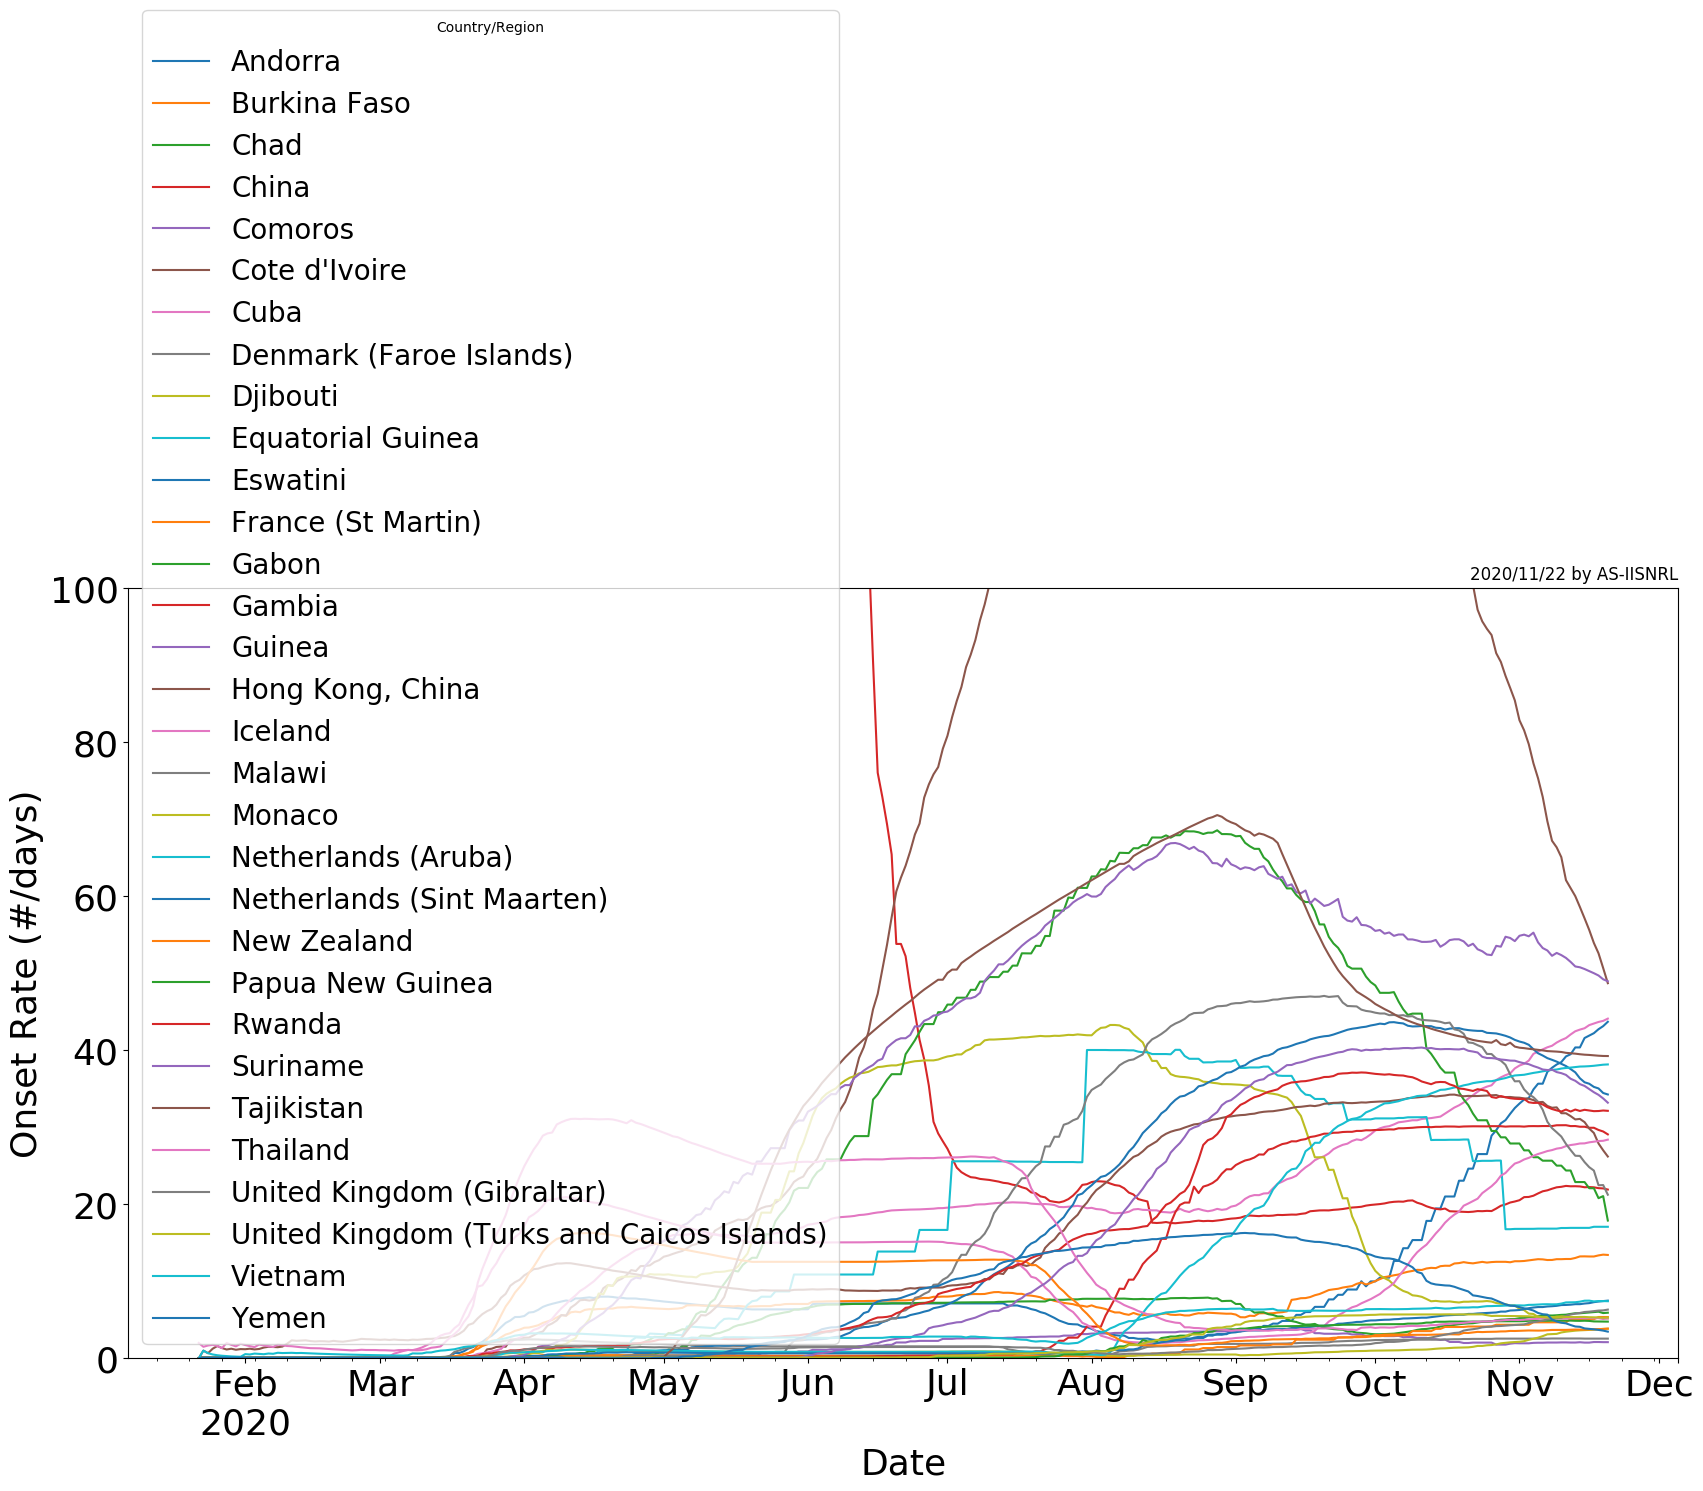 Country/Region
Andorra
Burkina Faso
Chad
China
Comoros
Cote d'Ivoire
Cuba
Denmark (Faroe Islands)
Djibouti
Equatorial Guinea
Eswatini
France (St Martin)
Gabon
Gambia
Guinea
Hong Kong, China
Iceland
Malawi
Monaco
Netherlands (Aruba)
Netherlands (Sint Maarten)
New Zealand
Papua New Guinea
Rwanda
Suriname
Tajikistan
Thailand
United Kingdom (Gibraltar)
United Kingdom (Turks and Caicos Islands)
Vietnam
Yemen
2020/11/22 by AS-IISNRL
100
80
60
40
20
0
Onset Rate (#/days)
Feb Mar Apr May Jun Jul Aug Sep Oct Nov Dec
2020
Date